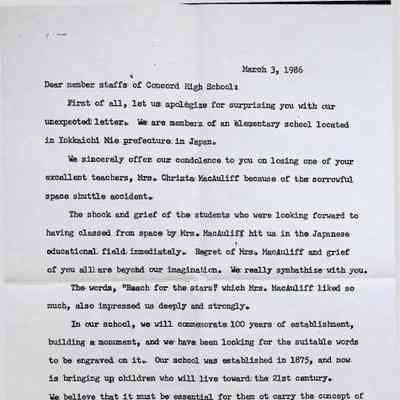 March 3, 1986
Dear member staffs of Concord High School:
First of all, let us apologize for surprising you with our
unexpected letter. We are members of an elementary school located
in Yokkaichi Mie prefecture in Japan.
We sincerely offer our condolence to you on losing one of your
excellent teachers, Mrs. Christa MacAuliff because of the sorrowful
space shuttle accident.
The shock and grief of the students who were looking forward to
having classed from space by Mrs. MacAuliff hit us in the Japanese
educational field immediately. Regret of Mrs. MacAuliff and grief
of you all are beyond our imagination. We really symbathize with you.
The words, "Reach for the stars" which Mrs. MacAuliff liked so
much, also impressed us deeply and strongly.
In our school, we will commemorate 100 years of establishment,
building a monument, and we have been looking for the suitable words
to be engraved on it. Our school was established in 1875, and now
is bringing up children who will live toward the 21st century.
We believe that it must be essential for them ot carry the concept of